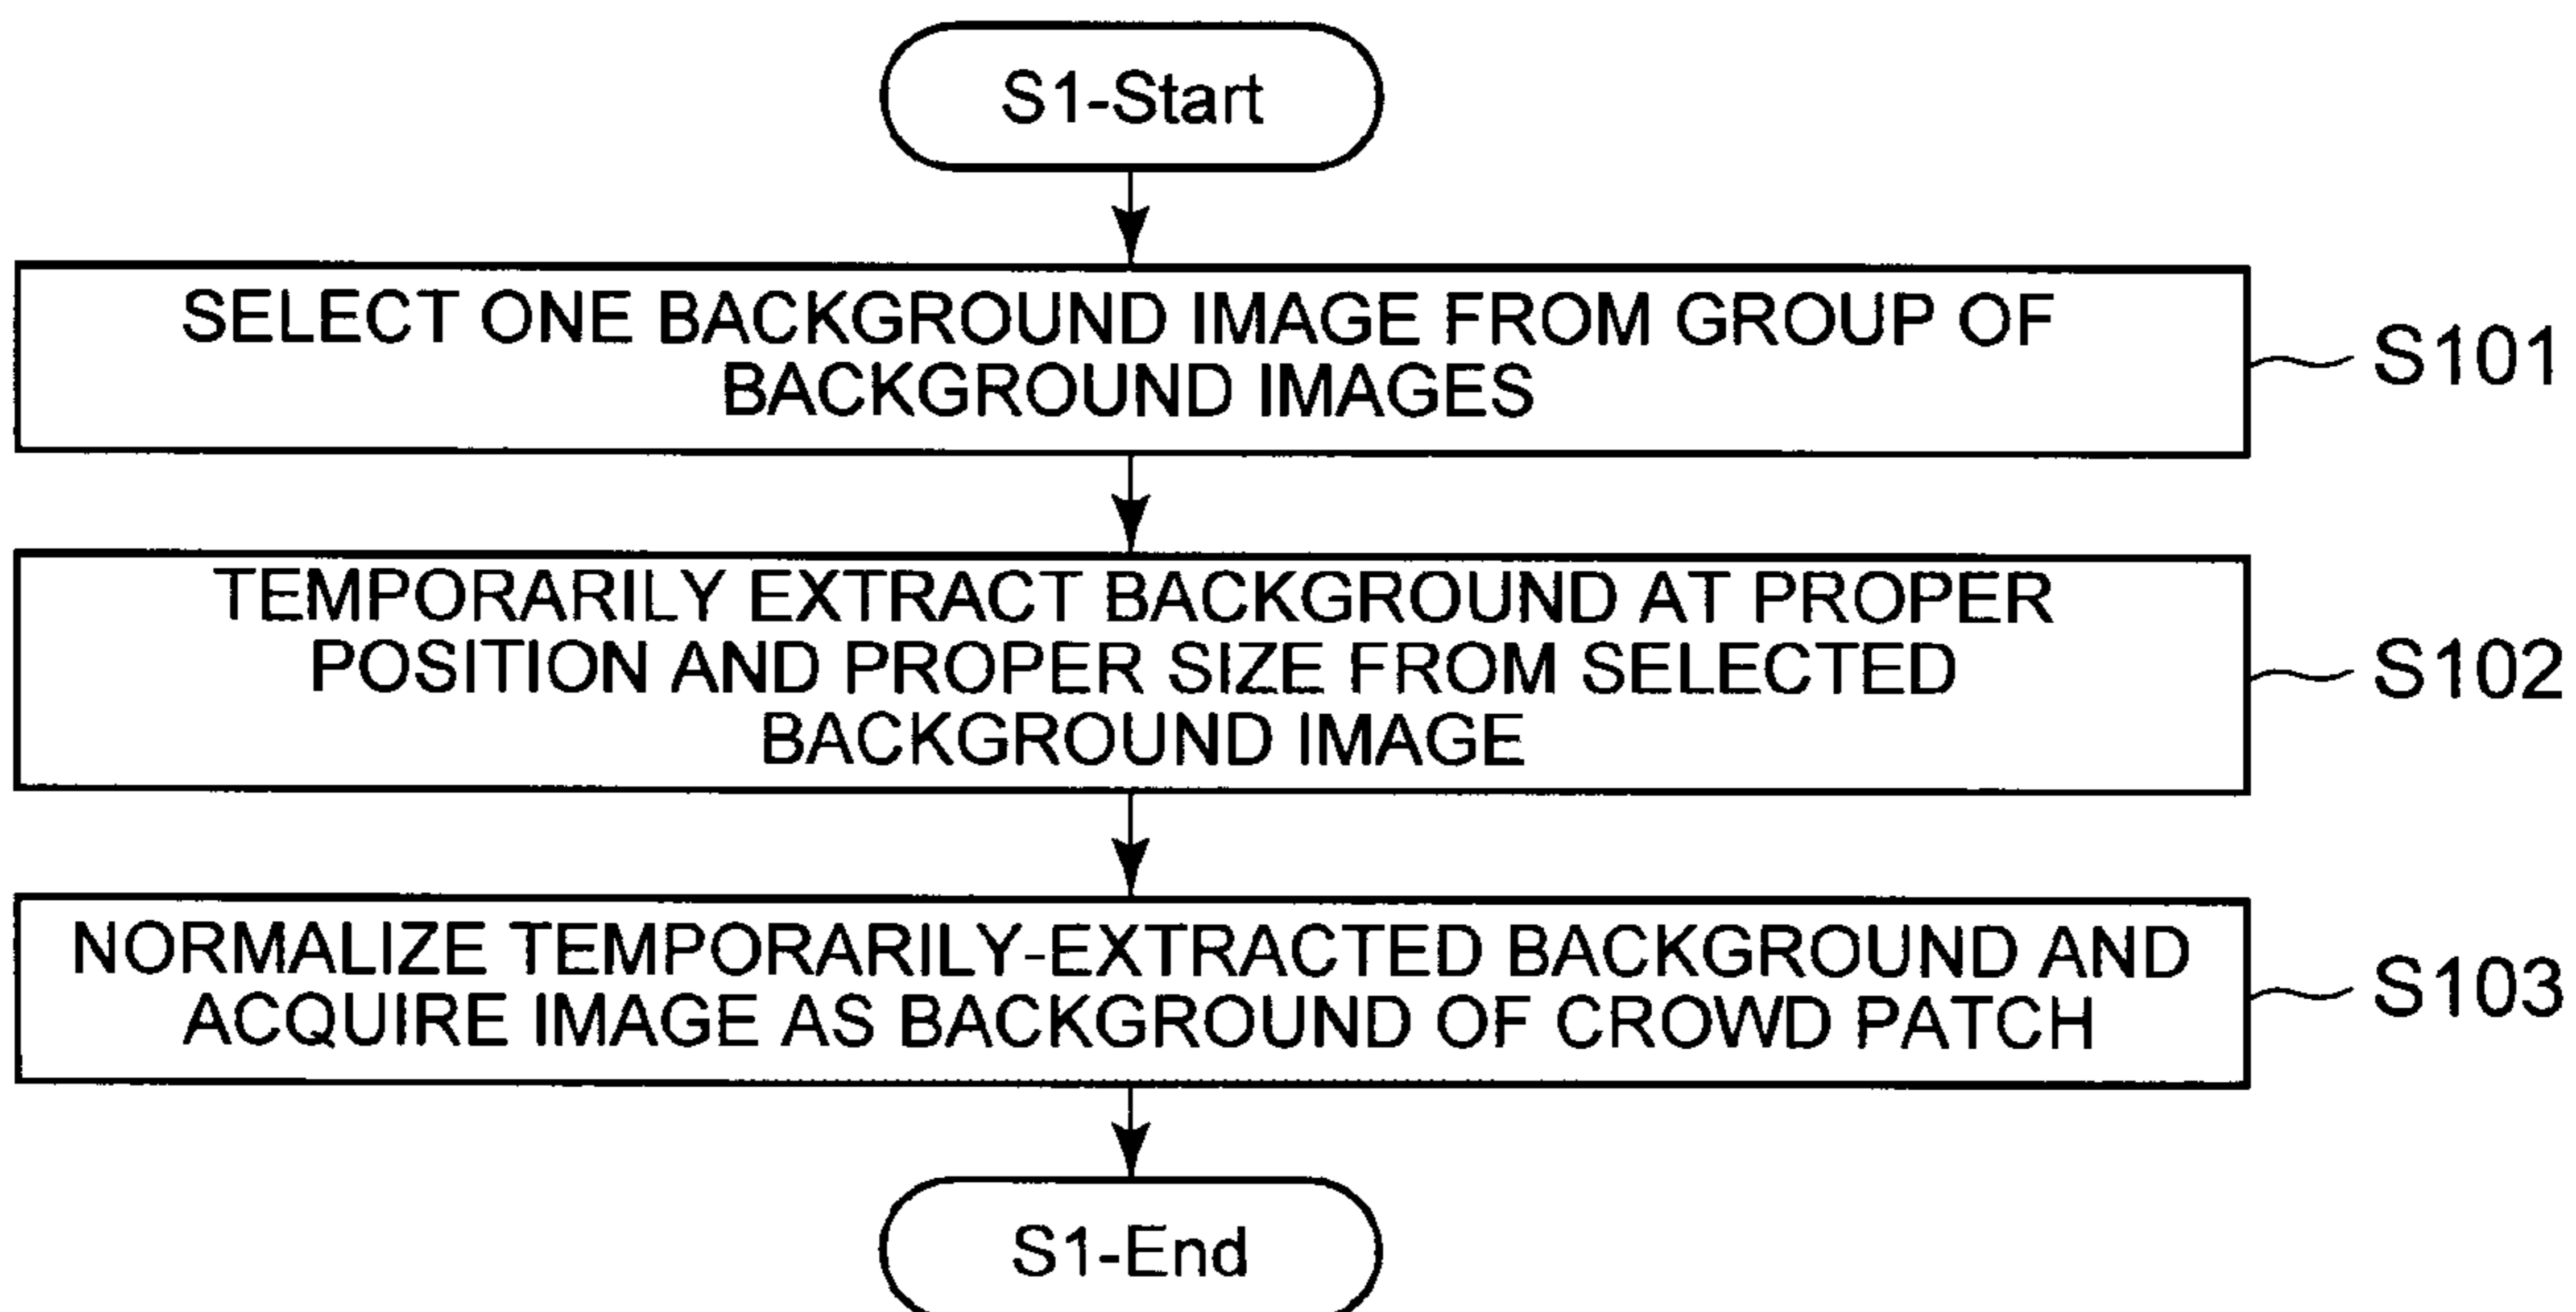 S1-Start
SELECT ONE BACKGROUND IMAGE FROM GROUP OF
BACKGROUND IMAGES
S101
TEMPORARILY EXTRACT BACKGROUND AT PROPER
POSITION AND PROPER SIZE FROM SELECTED
BACKGROUND IMAGE
S102
NORMALIZE TEMPORARILY-EXTRACTED BACKGROUND AND
ACQUIRE IMAGE AS BACKGROUND OF CROWD PATCH
S103
S1-End